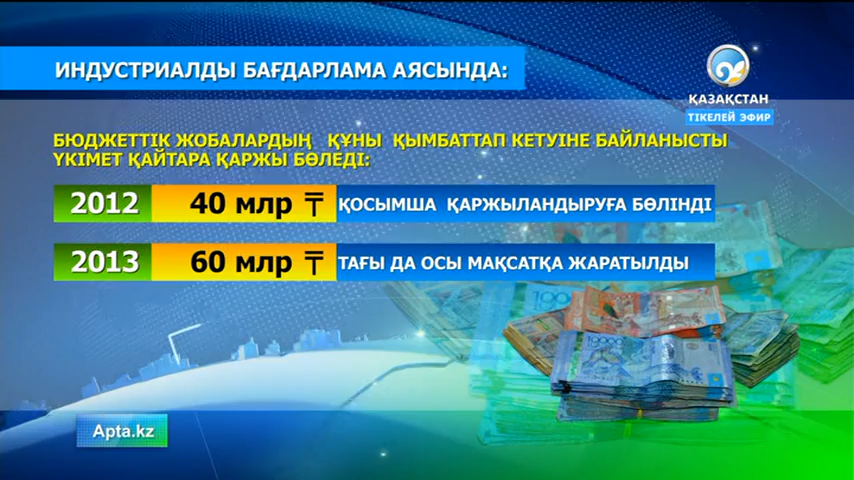 ИНДУСТРИАЛДЫ БАҒДАРЛАМА АЯСЫНДА:
ҚАЗАҚСТАН
ТІКЕЛЕЙ ЭФИР
БЮДЖЕТТІК ЖОБАЛАРДЫҢ ҚҰНЫ ҚЫМБАТТАП КЕТУІНЕ БАЙЛАНЫСТЫ
ҮКІМЕТ ҚАЙТАРА ҚАРЖЫ БӨЛЕДІ:
2012 40 млр ₸ ҚОСЫМША ҚАРЖЫЛАНДЫРУҒА БӨЛІНДІ
2013 60 млр ₸ ТАҒЫ ДА ОСЫ МАҚСАТҚА ЖАРАТЫЛДЫ
Apta.kz